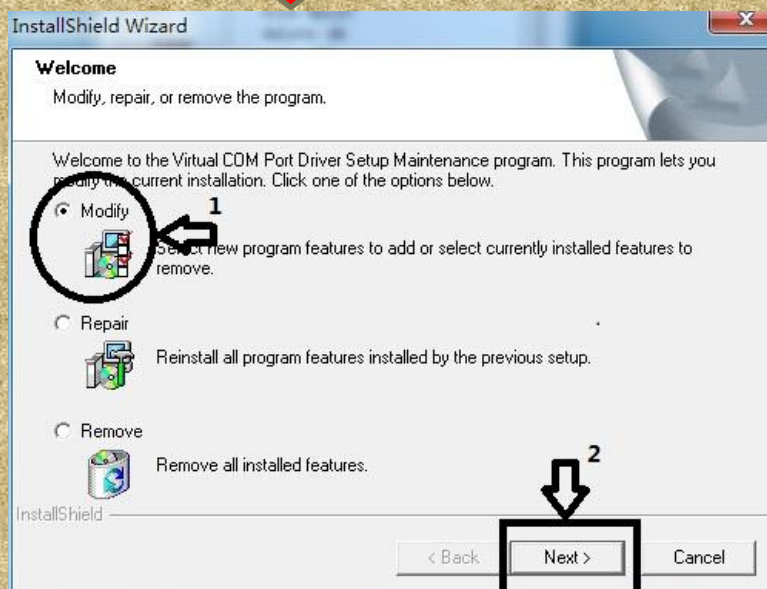 InstallShield Wizard
Welcome
Modify, repair, or remove the program.
Welcome to the Virtual COM Port Driver Setup Maintenance program. This program lets you
modify the current installation. Click one of the options below.
Modify
1
Select new program features to add or select currently installed features to
remove.
Repair
Reinstall all program features installed by the previous setup.
Remove
Remove all installed features.
2
InstallShield
< Back
Next >
Cancel